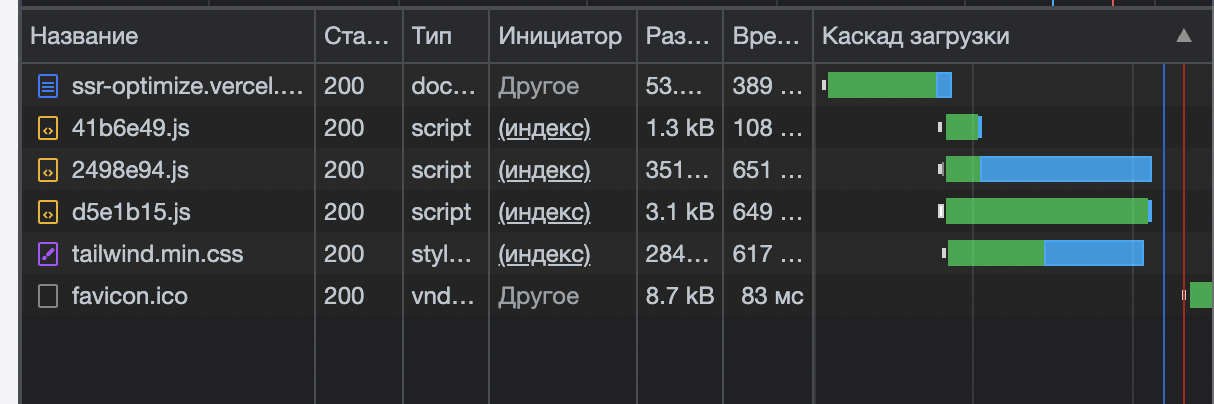 Название Ста... Тип Инициатор Раз... Вре... Каскад загрузки
ssr-optimize.vercel.... 200 doc... Другое 53.... 389 ...
41b6e49.js 200 script (индекс) 1.3 kB 108 ...
2498e94.js 200 script (индекс) 351... 651 ...
d5e1b15.js 200 script (индекс) 3.1 kB 649 ...
tailwind.min.css 200 styl... (индекс) 284... 617 ...
favicon.ico 200 vnd... Другое 8.7 kB 83 мс